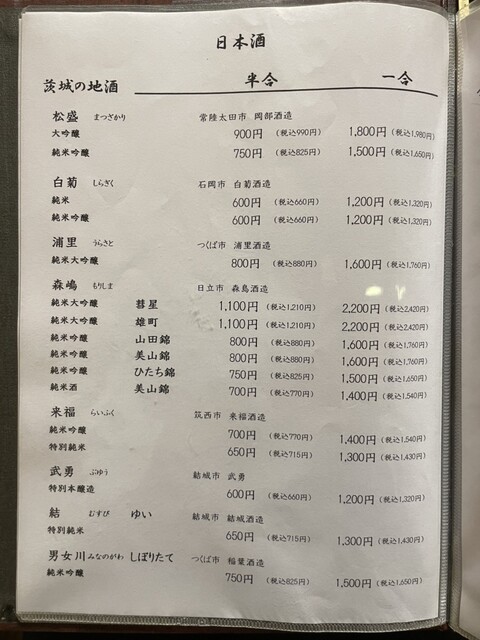 日本酒
茨城の地酒 半合 一合
松盛 まつざかり 常陸太田市 岡部酒造
大吟醸 900円 (税込990円) 1,800円 (税込1,980円)
純米吟醸 750円 (税込825円) 1,500円 (税込1,650円)
白菊 しらぎく 石岡市 白菊酒造
純米 600円 (税込660円) 1,200円 (税込1,320円)
純米吟醸 600円 (税込660円) 1,200円 (税込1,320円)
浦里 うらさと つくば市 浦里酒造
純米大吟醸 800円 (税込880円) 1,600円 (税込1,760円)
森嶋 もりしま 日立市 森島酒造
純米大吟醸 彗星 1,100円 (税込1,210円) 2,200円 (税込2,420円)
純米大吟醸 雄町 1,100円 (税込1,210円) 2,200円 (税込2,420円)
純米吟醸 山田錦 800円 (税込880円) 1,600円 (税込1,760円)
純米吟醸 美山錦 800円 (税込880円) 1,600円 (税込1,760円)
純米吟醸 ひたち錦 750円 (税込825円) 1,500円 (税込1,650円)
純米酒 美山錦 700円 (税込770円) 1,400円 (税込1,540円)
来福 らいふく 筑西市 来福酒造
純米吟醸 700円 (税込770円) 1,400円 (税込1,540円)
特別純米 650円 (税込715円) 1,300円 (税込1,430円)
武勇 ぶゆう 結城市 武勇
特別本醸造 600円 (税込660円) 1,200円 (税込1,320円)
結 むすび ゆい 結城市 結城酒造
特別純米 650円 (税込715円) 1,300円 (税込1,430円)
男女川 みなのがわ しぼりたて つくば市 稲葉酒造
純米吟醸 750円 (税込825円) 1,500円 (税込1,650円)